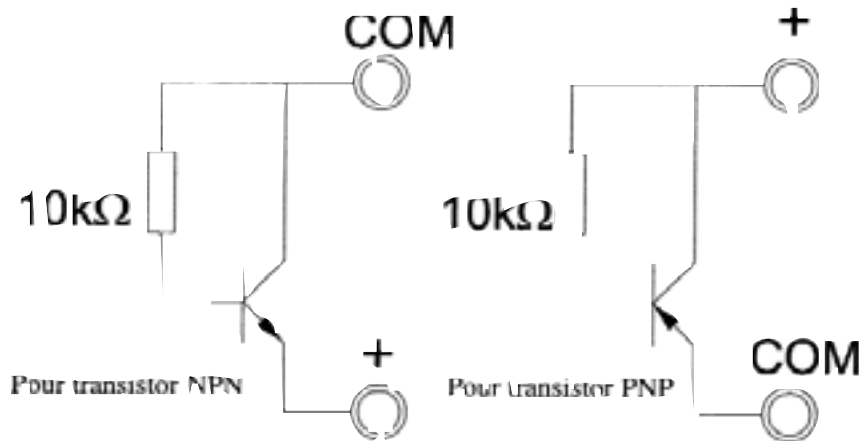 COM
+
10kΩ
10kΩ
+
COM
Pour transistor NPN
Pour transistor PNP